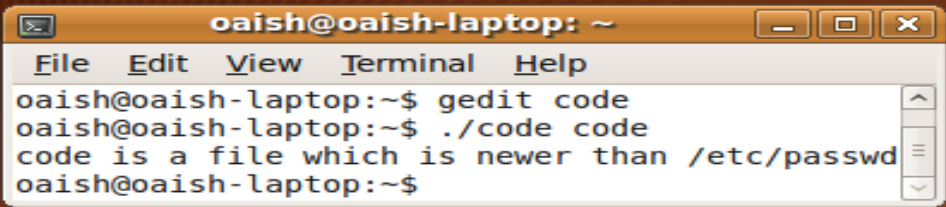 oaish@oaish-laptop: ~
File Edit View Terminal Help
oaish@oaish-laptop:~$ gedit code
oaish@oaish-laptop:~$ ./code code
code is a file which is newer than /etc/passwd
oaish@oaish-laptop:~$